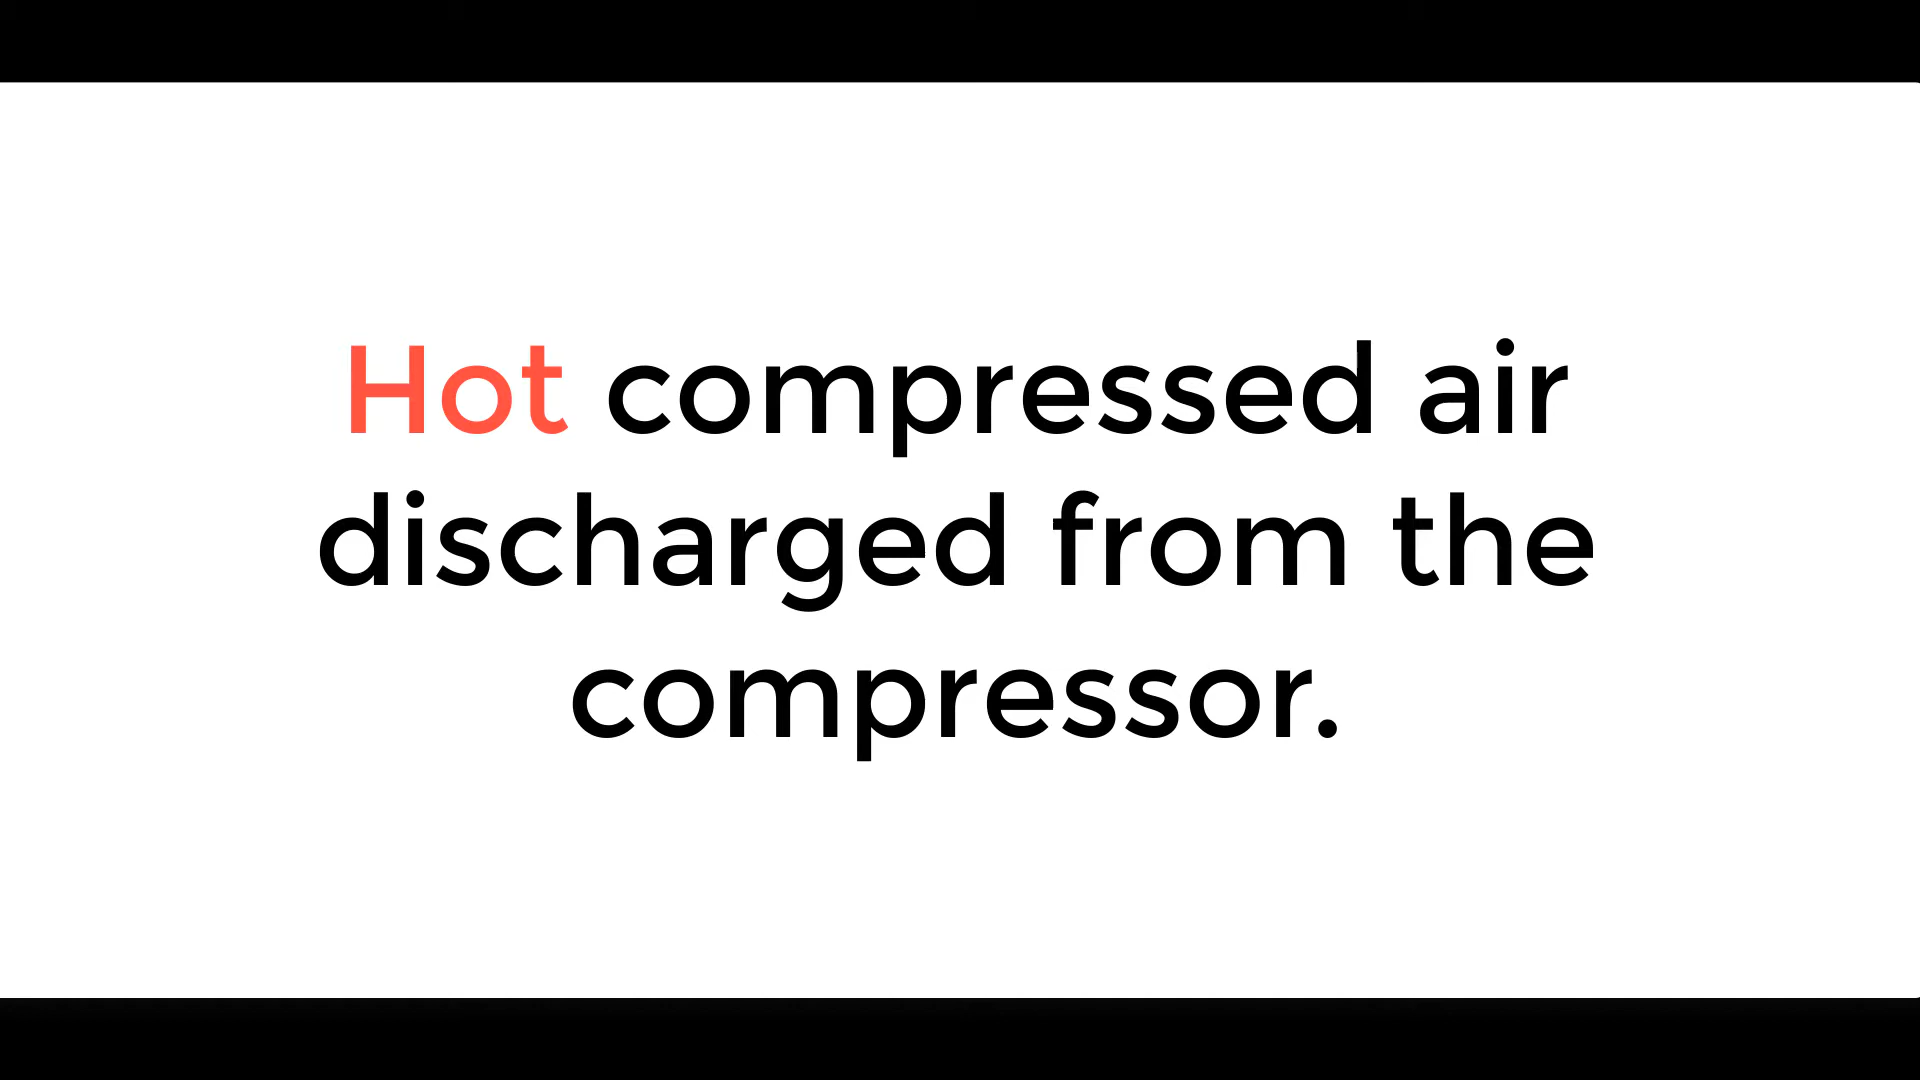 Hot compressed air
discharged from the
compressor.